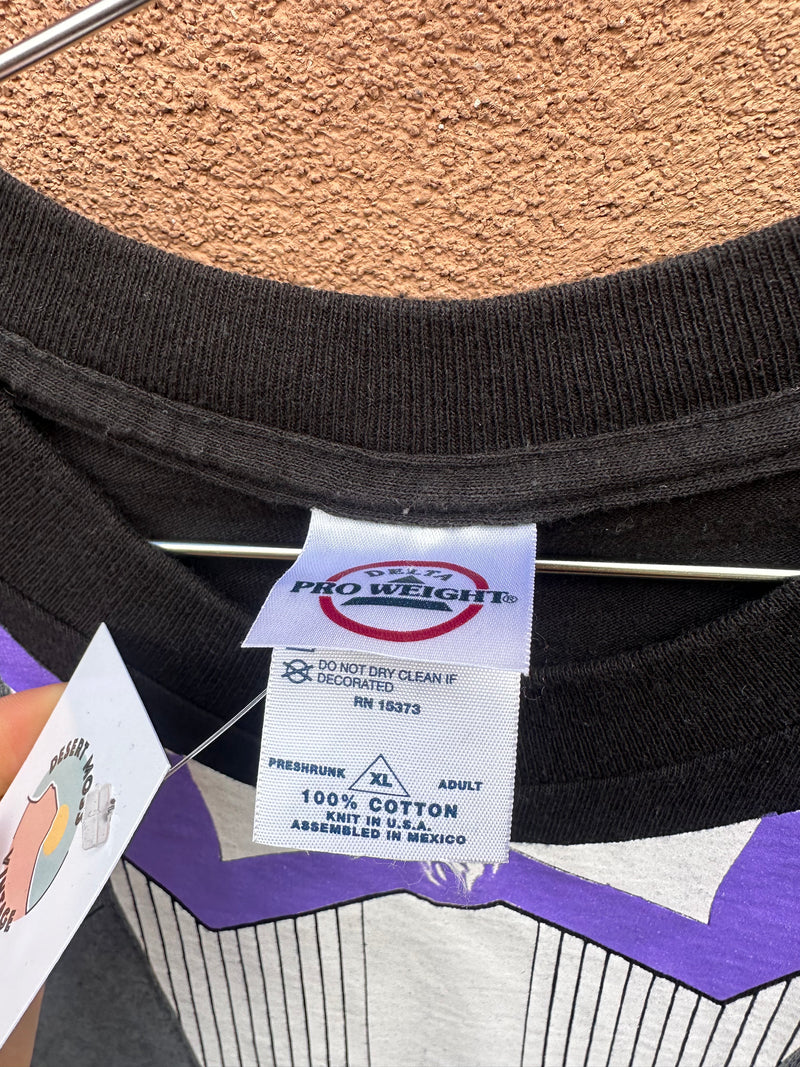 DELTA
PRO WEIGHT®
DO NOT DRY CLEAN IF
DECORATED
RN 15373
PRESHRUNK XL ADULT
100% COTTON
KNIT IN U.S.A.
ASSEMBLED IN MEXICO
DESERT MOSS
VINTAGE